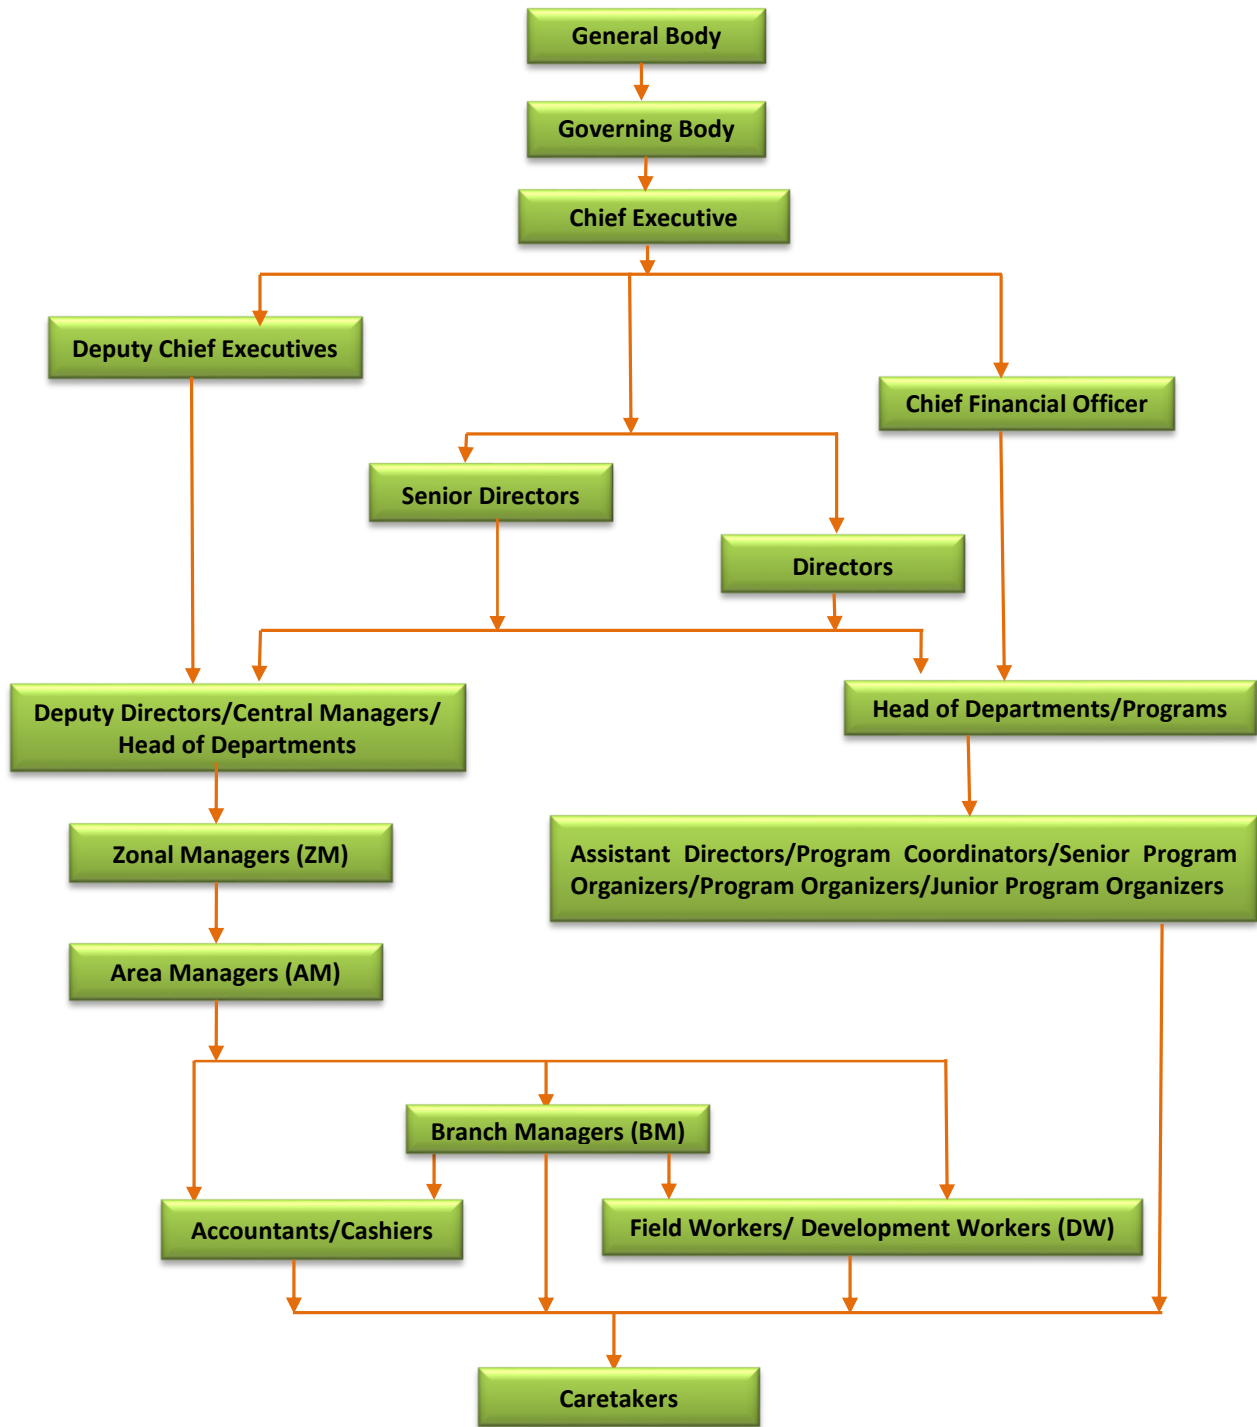 General Body
Governing Body
Chief Executive
Deputy Chief Executives
Chief Financial Officer
Senior Directors
Directors
Deputy Directors/Central Managers/
Head of Departments
Head of Departments/Programs
Zonal Managers (ZM)
Assistant Directors/Program Coordinators/Senior Program
Organizers/Program Organizers/Junior Program Organizers
Area Managers (AM)
Branch Managers (BM)
Accountants/Cashiers
Field Workers/ Development Workers (DW)
Caretakers